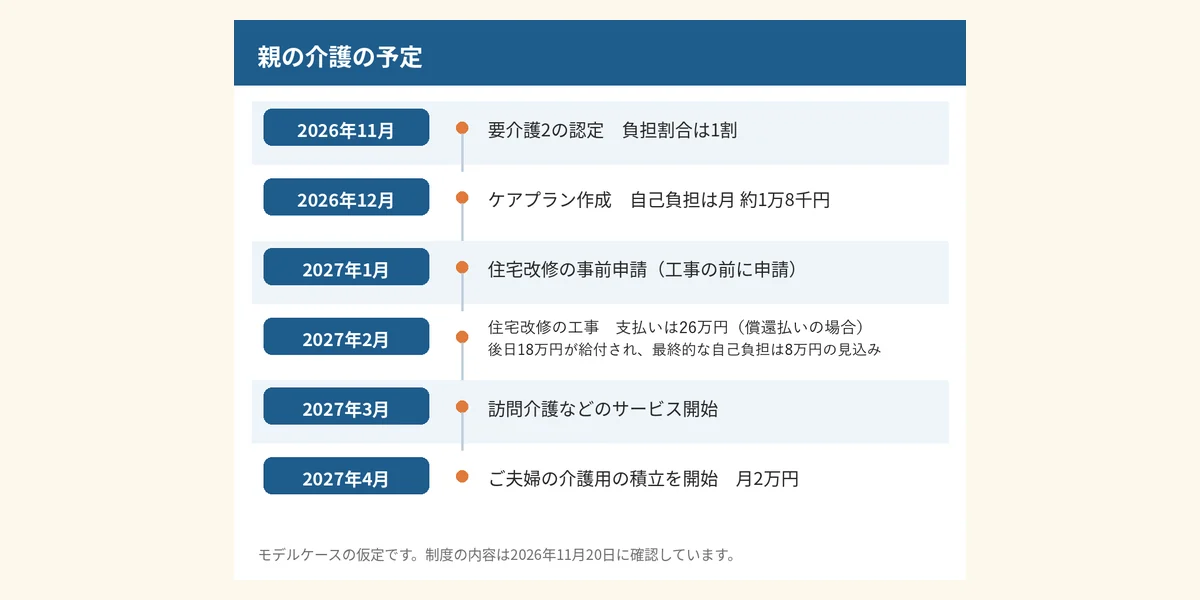 親の介護の予定
2026年11月
要介護2の認定　負担割合は1割
2026年12月
ケアプラン作成　自己負担は月 約1万8千円
2027年1月
住宅改修の事前申請（工事の前に申請）
2027年2月
住宅改修の工事　支払いは26万円（償還払いの場合）
後日18万円が給付され、最終的な自己負担は8万円の見込み
2027年3月
訪問介護などのサービス開始
2027年4月
ご夫婦の介護用の積立を開始　月2万円
モデルケースの仮定です。制度の内容は2026年11月20日に確認しています。